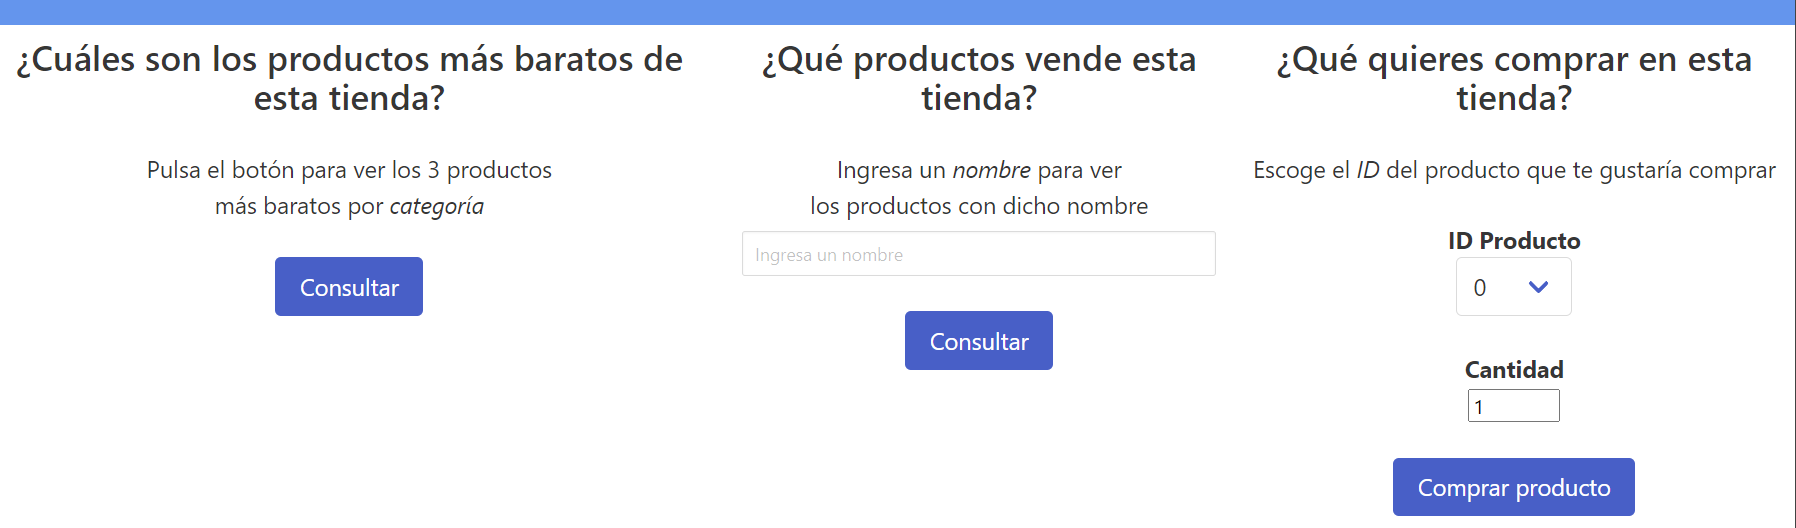 ¿Cuáles son los productos más baratos de
esta tienda?
Pulsa el botón para ver los 3 productos
más baratos por categoría
Consultar
¿Qué productos vende esta
tienda?
Ingresa un nombre para ver
los productos con dicho nombre
Ingresa un nombre
Consultar
¿Qué quieres comprar en esta
tienda?
Escoge el ID del producto que te gustaría comprar
ID Producto
0
Cantidad
1
Comprar producto